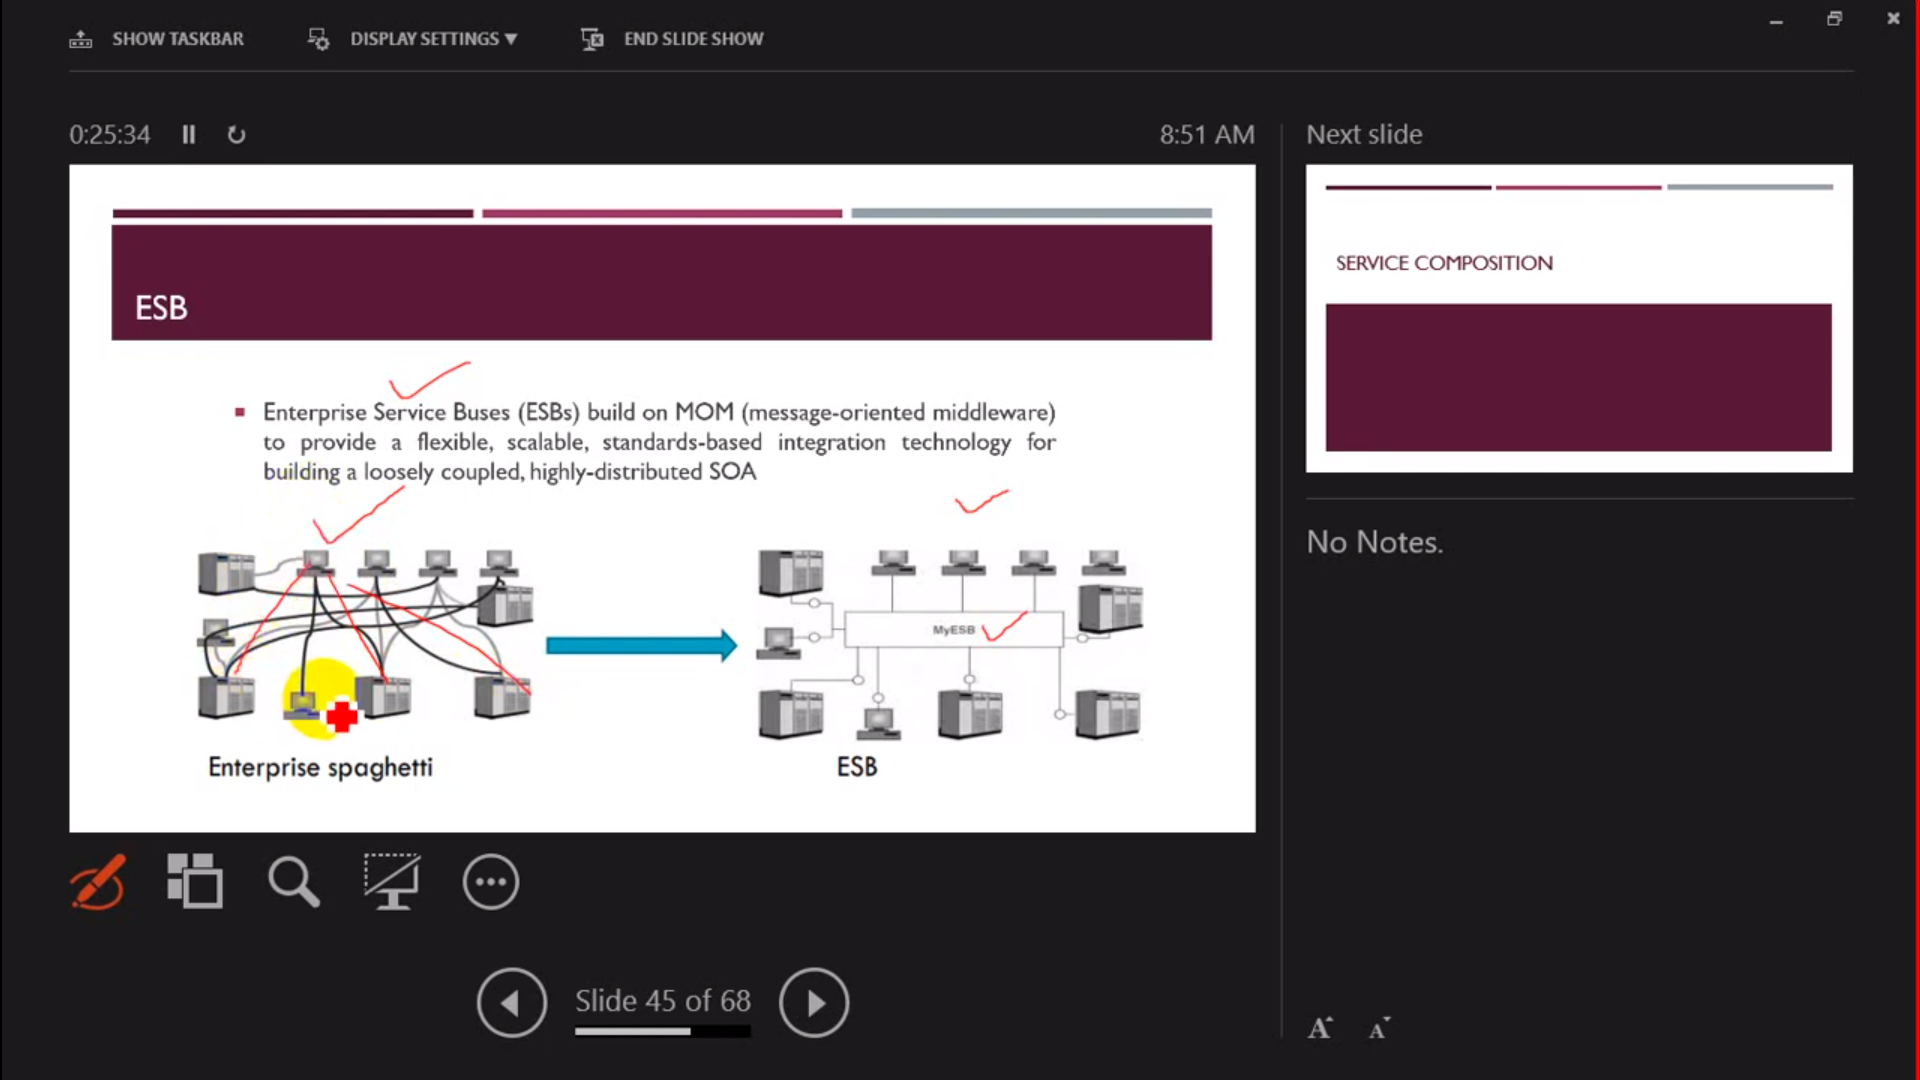 SHOW TASKBAR
DISPLAY SETTINGS
END SLIDE SHOW
0:25:34
8:51 AM
Next slide
ESB
Enterprise Service Buses (ESBs) build on MOM (message-oriented middleware)
to provide a flexible, scalable, standards-based integration technology for
building a loosely coupled, highly-distributed SOA
MyESB
Enterprise spaghetti
ESB
SERVICE COMPOSITION
No Notes.
Slide 45 of 68
A A